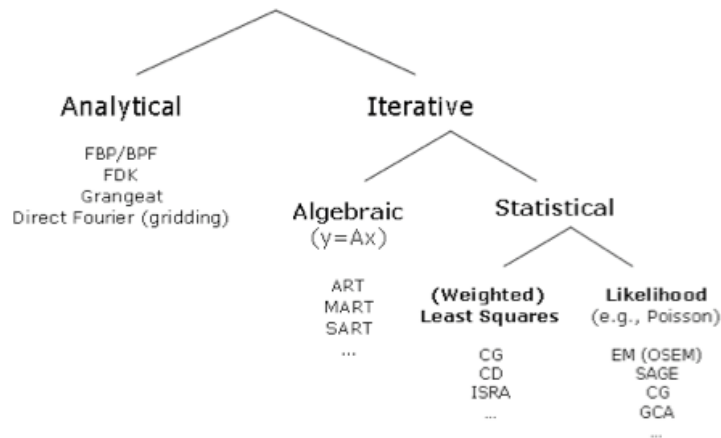 Analytical
FBP/BPF
FDK
Grangeat
Direct Fourier (gridding)
Iterative
Algebraic
(y=Ax)
ART
MART
SART
...
Statistical
(Weighted)
Least Squares
CG
CD
ISRA
...
Likelihood
(e.g., Poisson)
EM (OSEM)
SAGE
CG
GCA
...